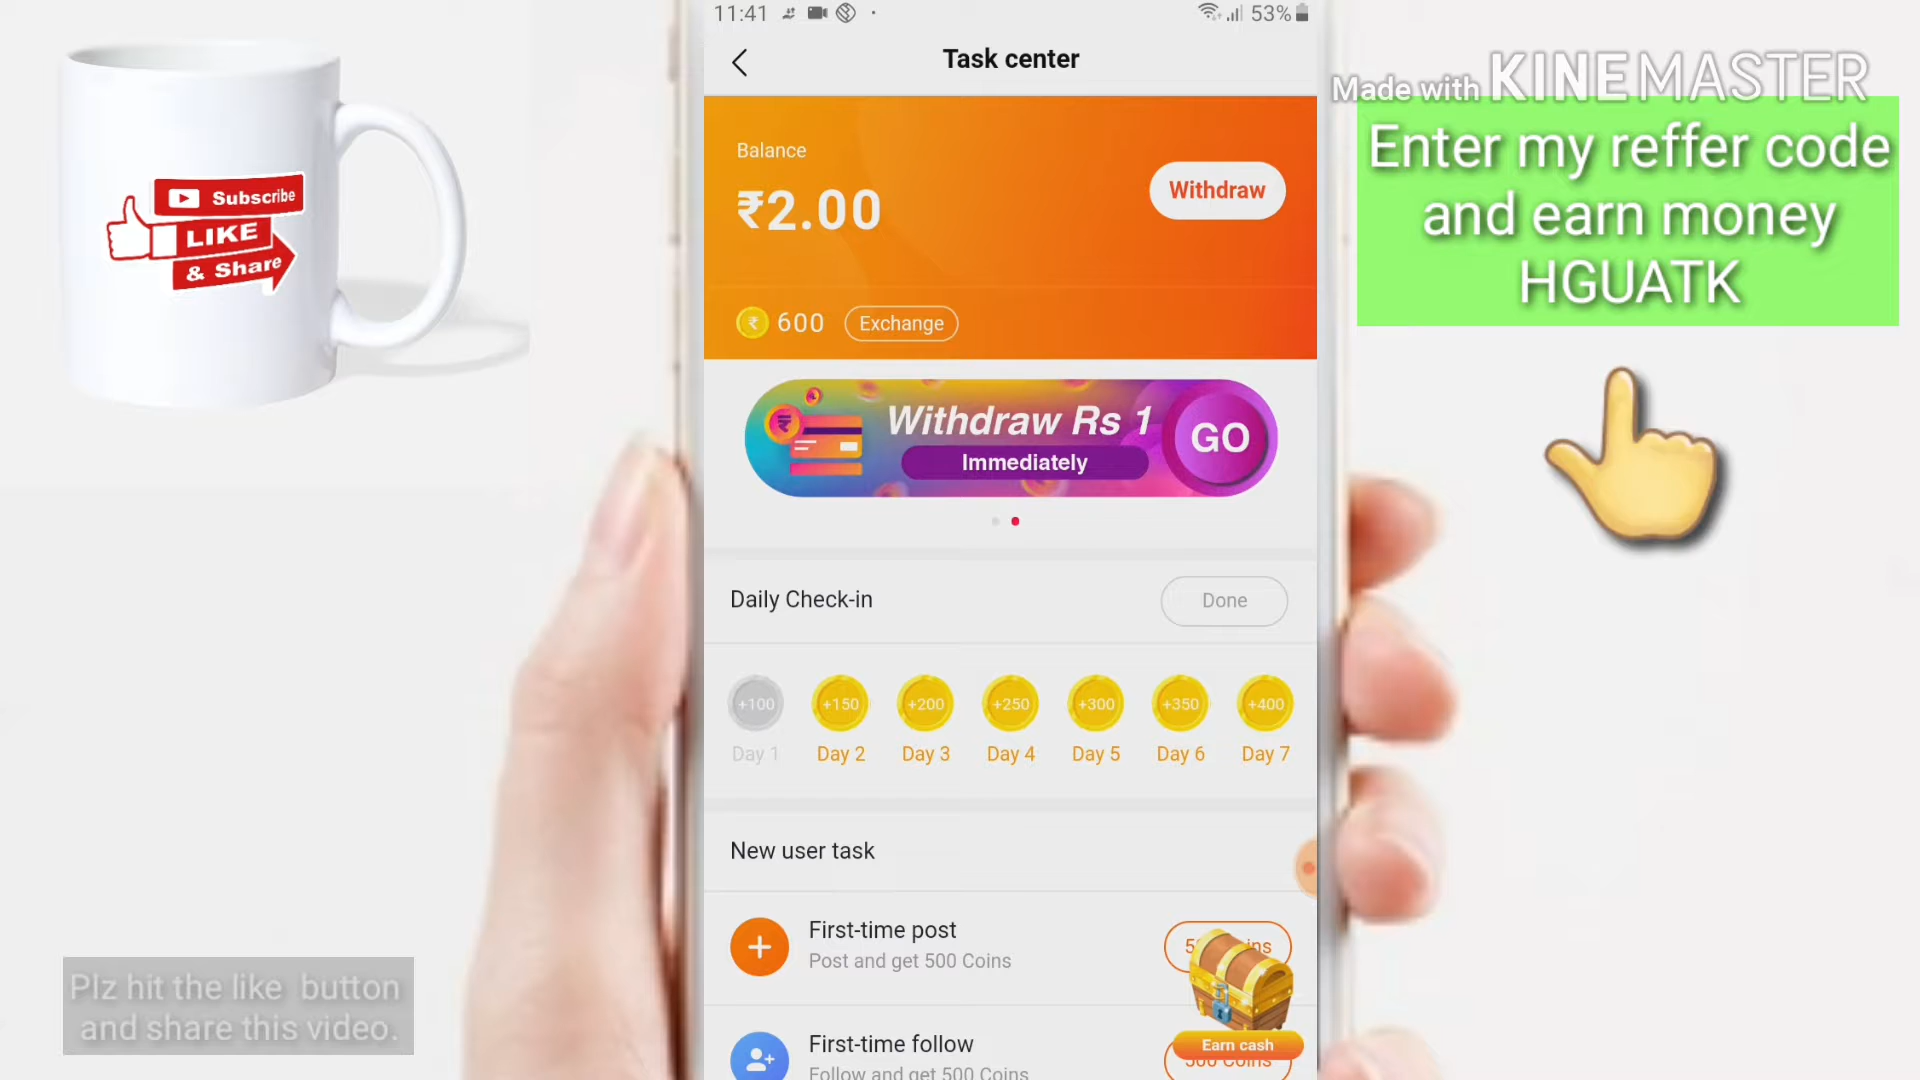 11:41
53%
Task center
Made with KINEMASTER
Enter my reffer code
and earn money
HGUATK
Subscribe
LIKE
& Share
Balance
₹2.00
Withdraw
₹ 600
Exchange
₹
Withdraw Rs 1
Immediately
GO
Daily Check-in
Done
+100
+150
+200
+250
+300
+350
+400
Day 1
Day 2
Day 3
Day 4
Day 5
Day 6
Day 7
New user task
First-time post
Post and get 500 Coins
First-time follow
Follow and get 500 Coins
Earn cash
500 Coins
Plz hit the like button
and share this video.